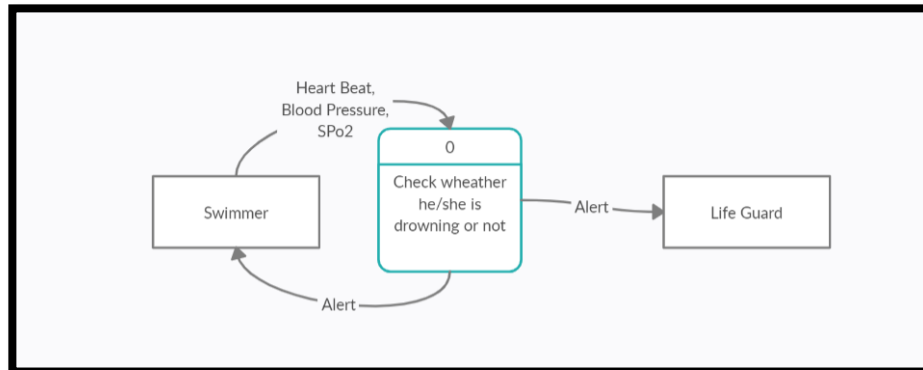 Heart Beat,
Blood Pressure,
SPo2
0
Check wheather
he/she is
drowning or not
Swimmer
Alert
Life Guard
Alert